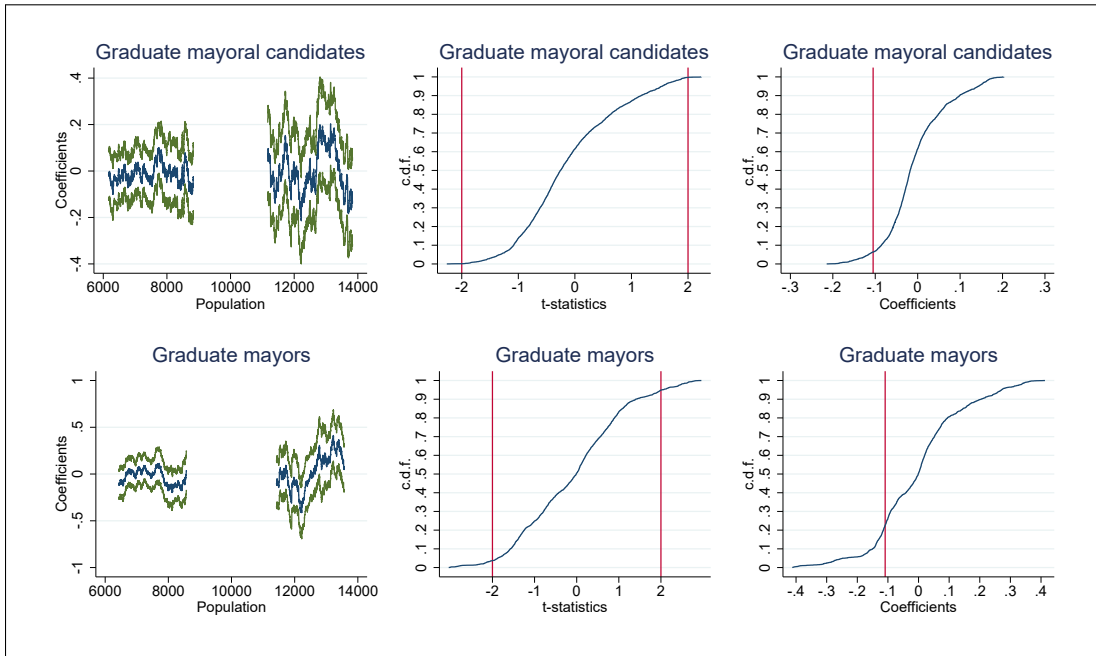 Graduate mayoral candidates
.4
.2
0
-.2
-.4
Coefficients
6000 8000 10000 12000 14000
Population
Graduate mayoral candidates
0 .1 .2 .3 .4 .5 .6 .7 .8 .9 1
c.d.f.
-2 -1 0 1 2
t-statistics
Graduate mayoral candidates
0 .1 .2 .3 .4 .5 .6 .7 .8 .9 1
c.d.f.
-.3 -.2 -.1 0 .1 .2 .3
Coefficients
Graduate mayors
1
.5
0
-.5
-1
Coefficients
6000 8000 10000 12000 14000
Population
Graduate mayors
0 .1 .2 .3 .4 .5 .6 .7 .8 .9 1
c.d.f.
-2 -1 0 1 2
t-statistics
Graduate mayors
0 .1 .2 .3 .4 .5 .6 .7 .8 .9 1
c.d.f.
-.4 -.3 -.2 -.1 0 .1 .2 .3 .4
Coefficients